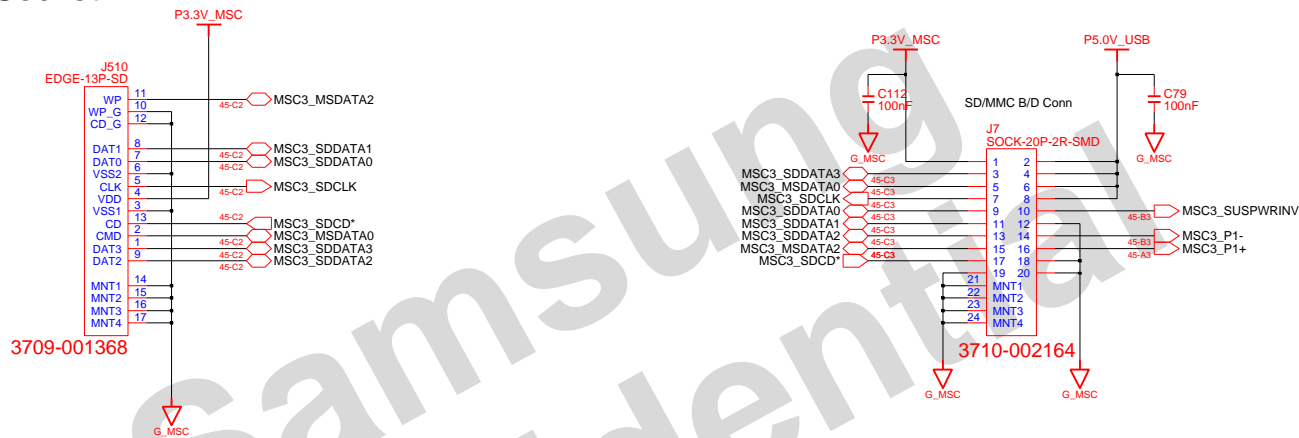 P3.3V_MSC
J510
EDGE-13P-SD
WP 11 45-C2 MSC3_MSDATA2
WP_G 10
CD_G 12
DAT1 8 45-C2 MSC3_SDDATA1
DAT0 7 45-C2 MSC3_SDDATA0
VSS2 6
CLK 5 45-C2 MSC3_SDCLK
VDD 4
VSS1 3
CD 13 45-C2 MSC3_SDCD*
CMD 2 45-C2 MSC3_MSDATA0
DAT3 1 45-C2 MSC3_SDDATA3
DAT2 9 45-C2 MSC3_SDDATA2
MNT1 14
MNT2 15
MNT3 16
MNT4 17
3709-001368
G_MSC
P3.3V_MSC
P5.0V_USB
C112
100nF
G_MSC
SD/MMC B/D Conn
C79
100nF
G_MSC
J7
SOCK-20P-2R-SMD
1 2
MSC3_SDDATA3 45-C3 3 4
MSC3_MSDATA0 45-C3 5 6
MSC3_SDCLK 45-C3 7 8
MSC3_SDDATA0 45-C3 9 10 45-B3 MSC3_SUSPWRINV
MSC3_SDDATA1 45-C3 11 12
MSC3_SDDATA2 45-C3 13 14 45-B3 MSC3_P1-
MSC3_MSDATA2 45-C3 15 16 45-A3 MSC3_P1+
MSC3_SDCD* 45-C3 17 18
19 20
21 MNT1
22 MNT2
23 MNT3
24 MNT4
3710-002164
G_MSC
G_MSC
Samsung